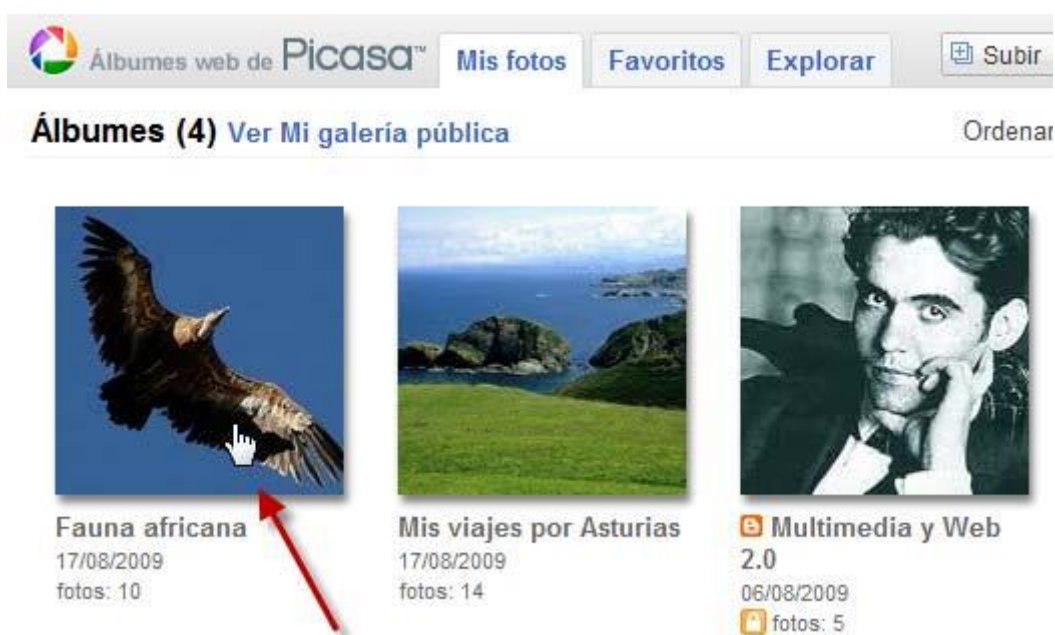 Álbumes web de Picasa™ Mis fotos Favoritos Explorar Subir
Álbumes (4) Ver Mi galería pública Ordenar
Fauna africana
17/08/2009
fotos: 10
Mis viajes por Asturias
17/08/2009
fotos: 14
Multimedia y Web
2.0
06/08/2009
fotos: 5